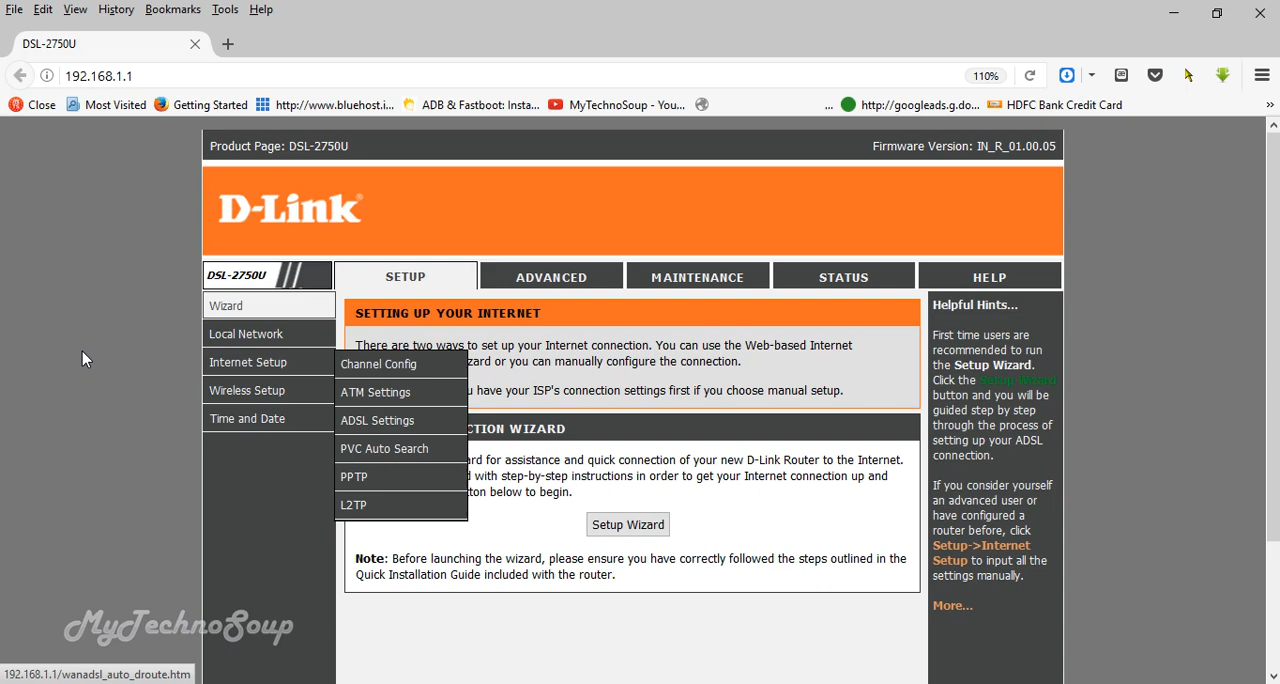 File Edit View History Bookmarks Tools Help
DSL-2750U
192.168.1.1
110%
Close Most Visited Getting Started http://www.bluehost.i... ADB & Fastboot: Insta... MyTechnoSoup - You... ... http://googleads.g.do... HDFC Bank Credit Card »
Product Page: DSL-2750U Firmware Version: IN_R_01.00.05
D-Link®
DSL-2750U SETUP ADVANCED MAINTENANCE STATUS HELP
Wizard
Local Network
Internet Setup
Wireless Setup
Time and Date
Channel Config
ATM Settings
ADSL Settings
PVC Auto Search
PPTP
L2TP
SETTING UP YOUR INTERNET
There are two ways to set up your Internet connection. You can use the Web-based Internet
zard or you can manually configure the connection.
ou have your ISP's connection settings first if you choose manual setup.
CTION WIZARD
ard for assistance and quick connection of your new D-Link Router to the Internet.
d with step-by-step instructions in order to get your Internet connection up and
ton below to begin.
Setup Wizard
Note: Before launching the wizard, please ensure you have correctly followed the steps outlined in the
Quick Installation Guide included with the router.
Helpful Hints...
First time users are
recommended to run
the Setup Wizard.
Click the Setup Wizard
button and you will be
guided step by step
through the process of
setting up your ADSL
connection.
If you consider yourself
an advanced user or
have configured a
router before, click
Setup->Internet
Setup to input all the
settings manually.
More...
MyTechnoSoup
192.168.1.1/wanadsl_auto_droute.htm